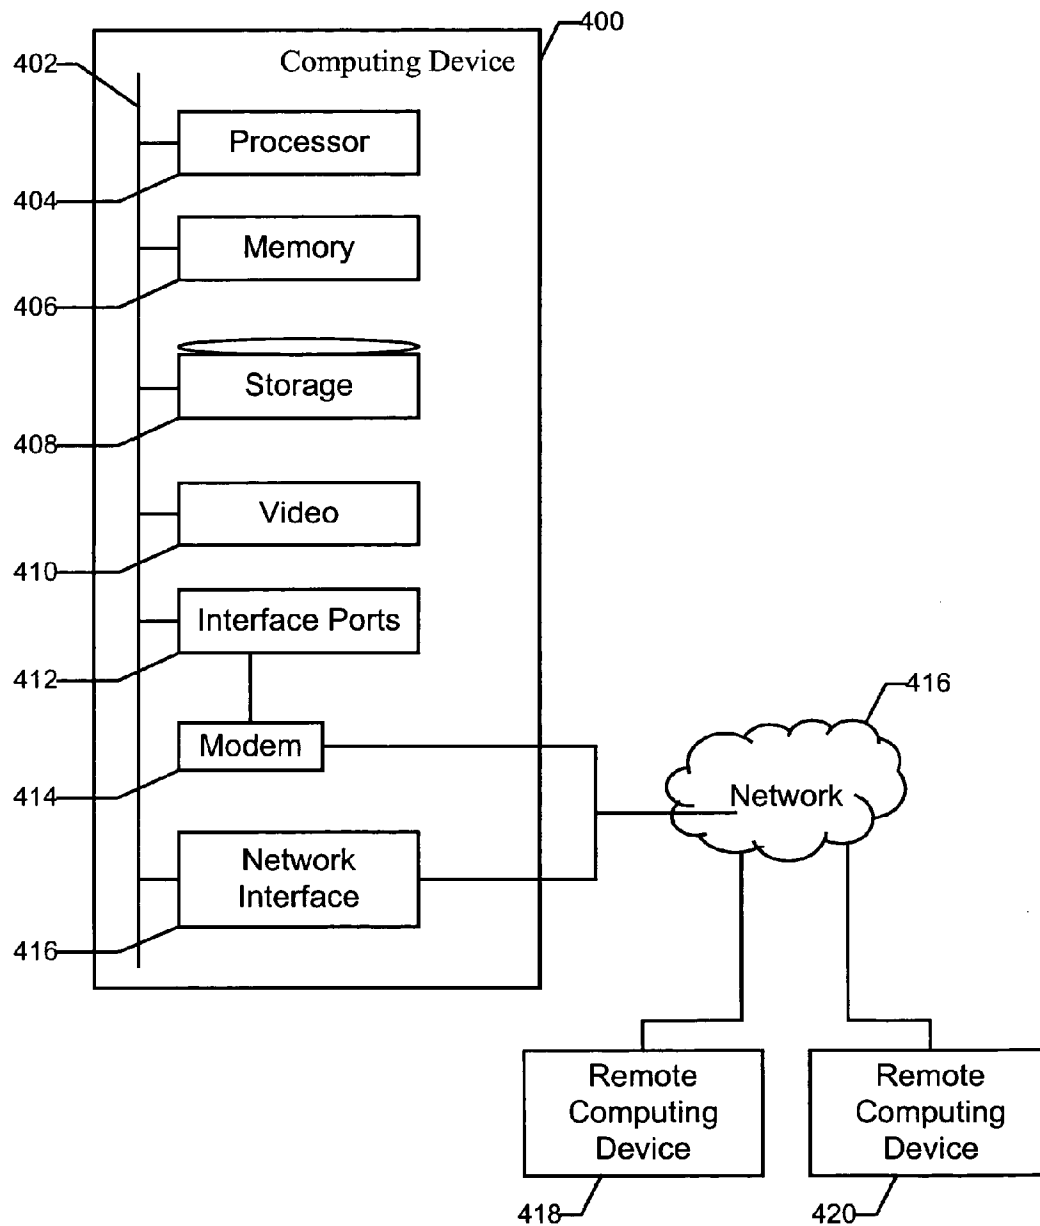 400
Computing Device
402
Processor
404
Memory
406
Storage
408
Video
410
Interface Ports
412
416
Modem
414
Network
Network
Interface
416
Remote
Computing
Device
418
Remote
Computing
Device
420